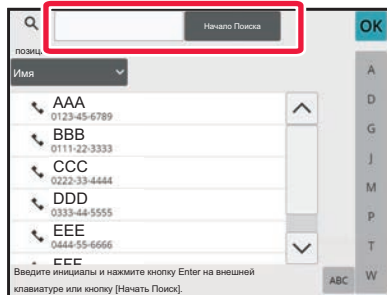 Начало Поиска
OK
позиц
Имя
AAA
0123-45-6789
BBB
0111-22-3333
CCC
0222-33-4444
DDD
0333-44-5555
EEE
0444-55-6666
FFF
Введите инициалы и нажмите кнопку Enter на внешней
клавиатуре или кнопку [Начать Поиск].
ABC
A
D
G
J
M
P
T
W